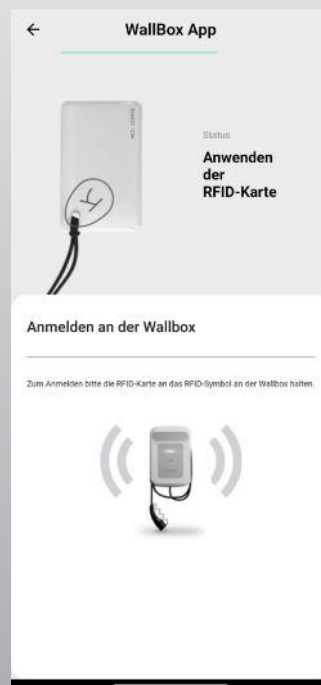 WallBox App
Status
Anwenden
der
RFID-Karte
Anmelden an der Wallbox
Zum Anmelden bitte die RFID-Karte an das RFID-Symbol an der Wallbox halten.